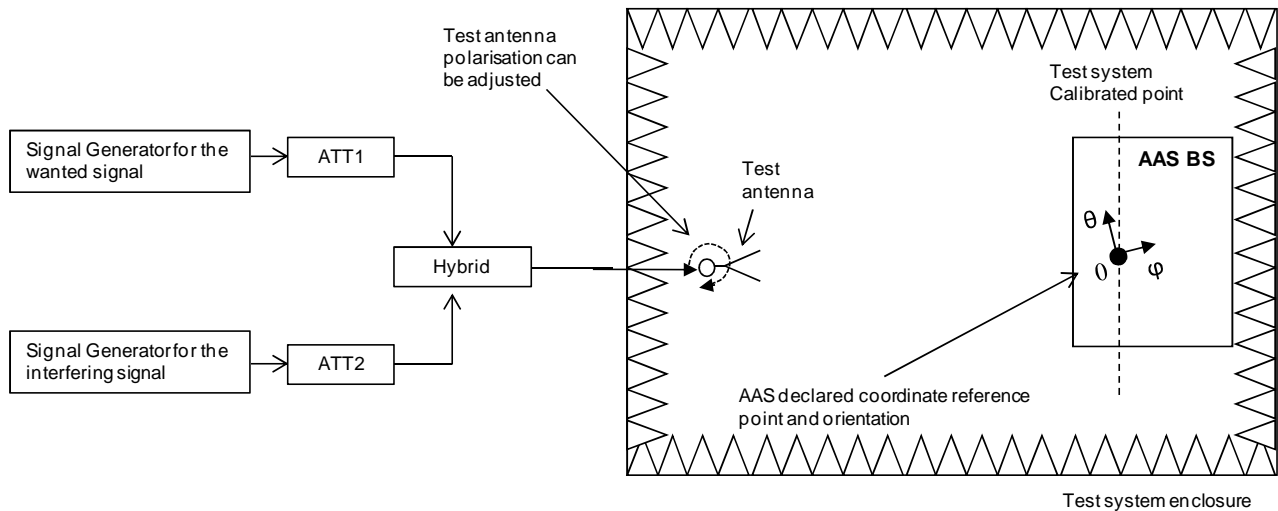 Test antenna
polarisation can
be adjusted
Test system
Calibrated point
Signal Generator for the
wanted signal
ATT1
AAS BS
Test
antenna
θ
Hybrid
0
φ
Signal Generator for the
interfering signal
ATT2
AAS declared coordinate reference
point and orientation
Test system enclosure